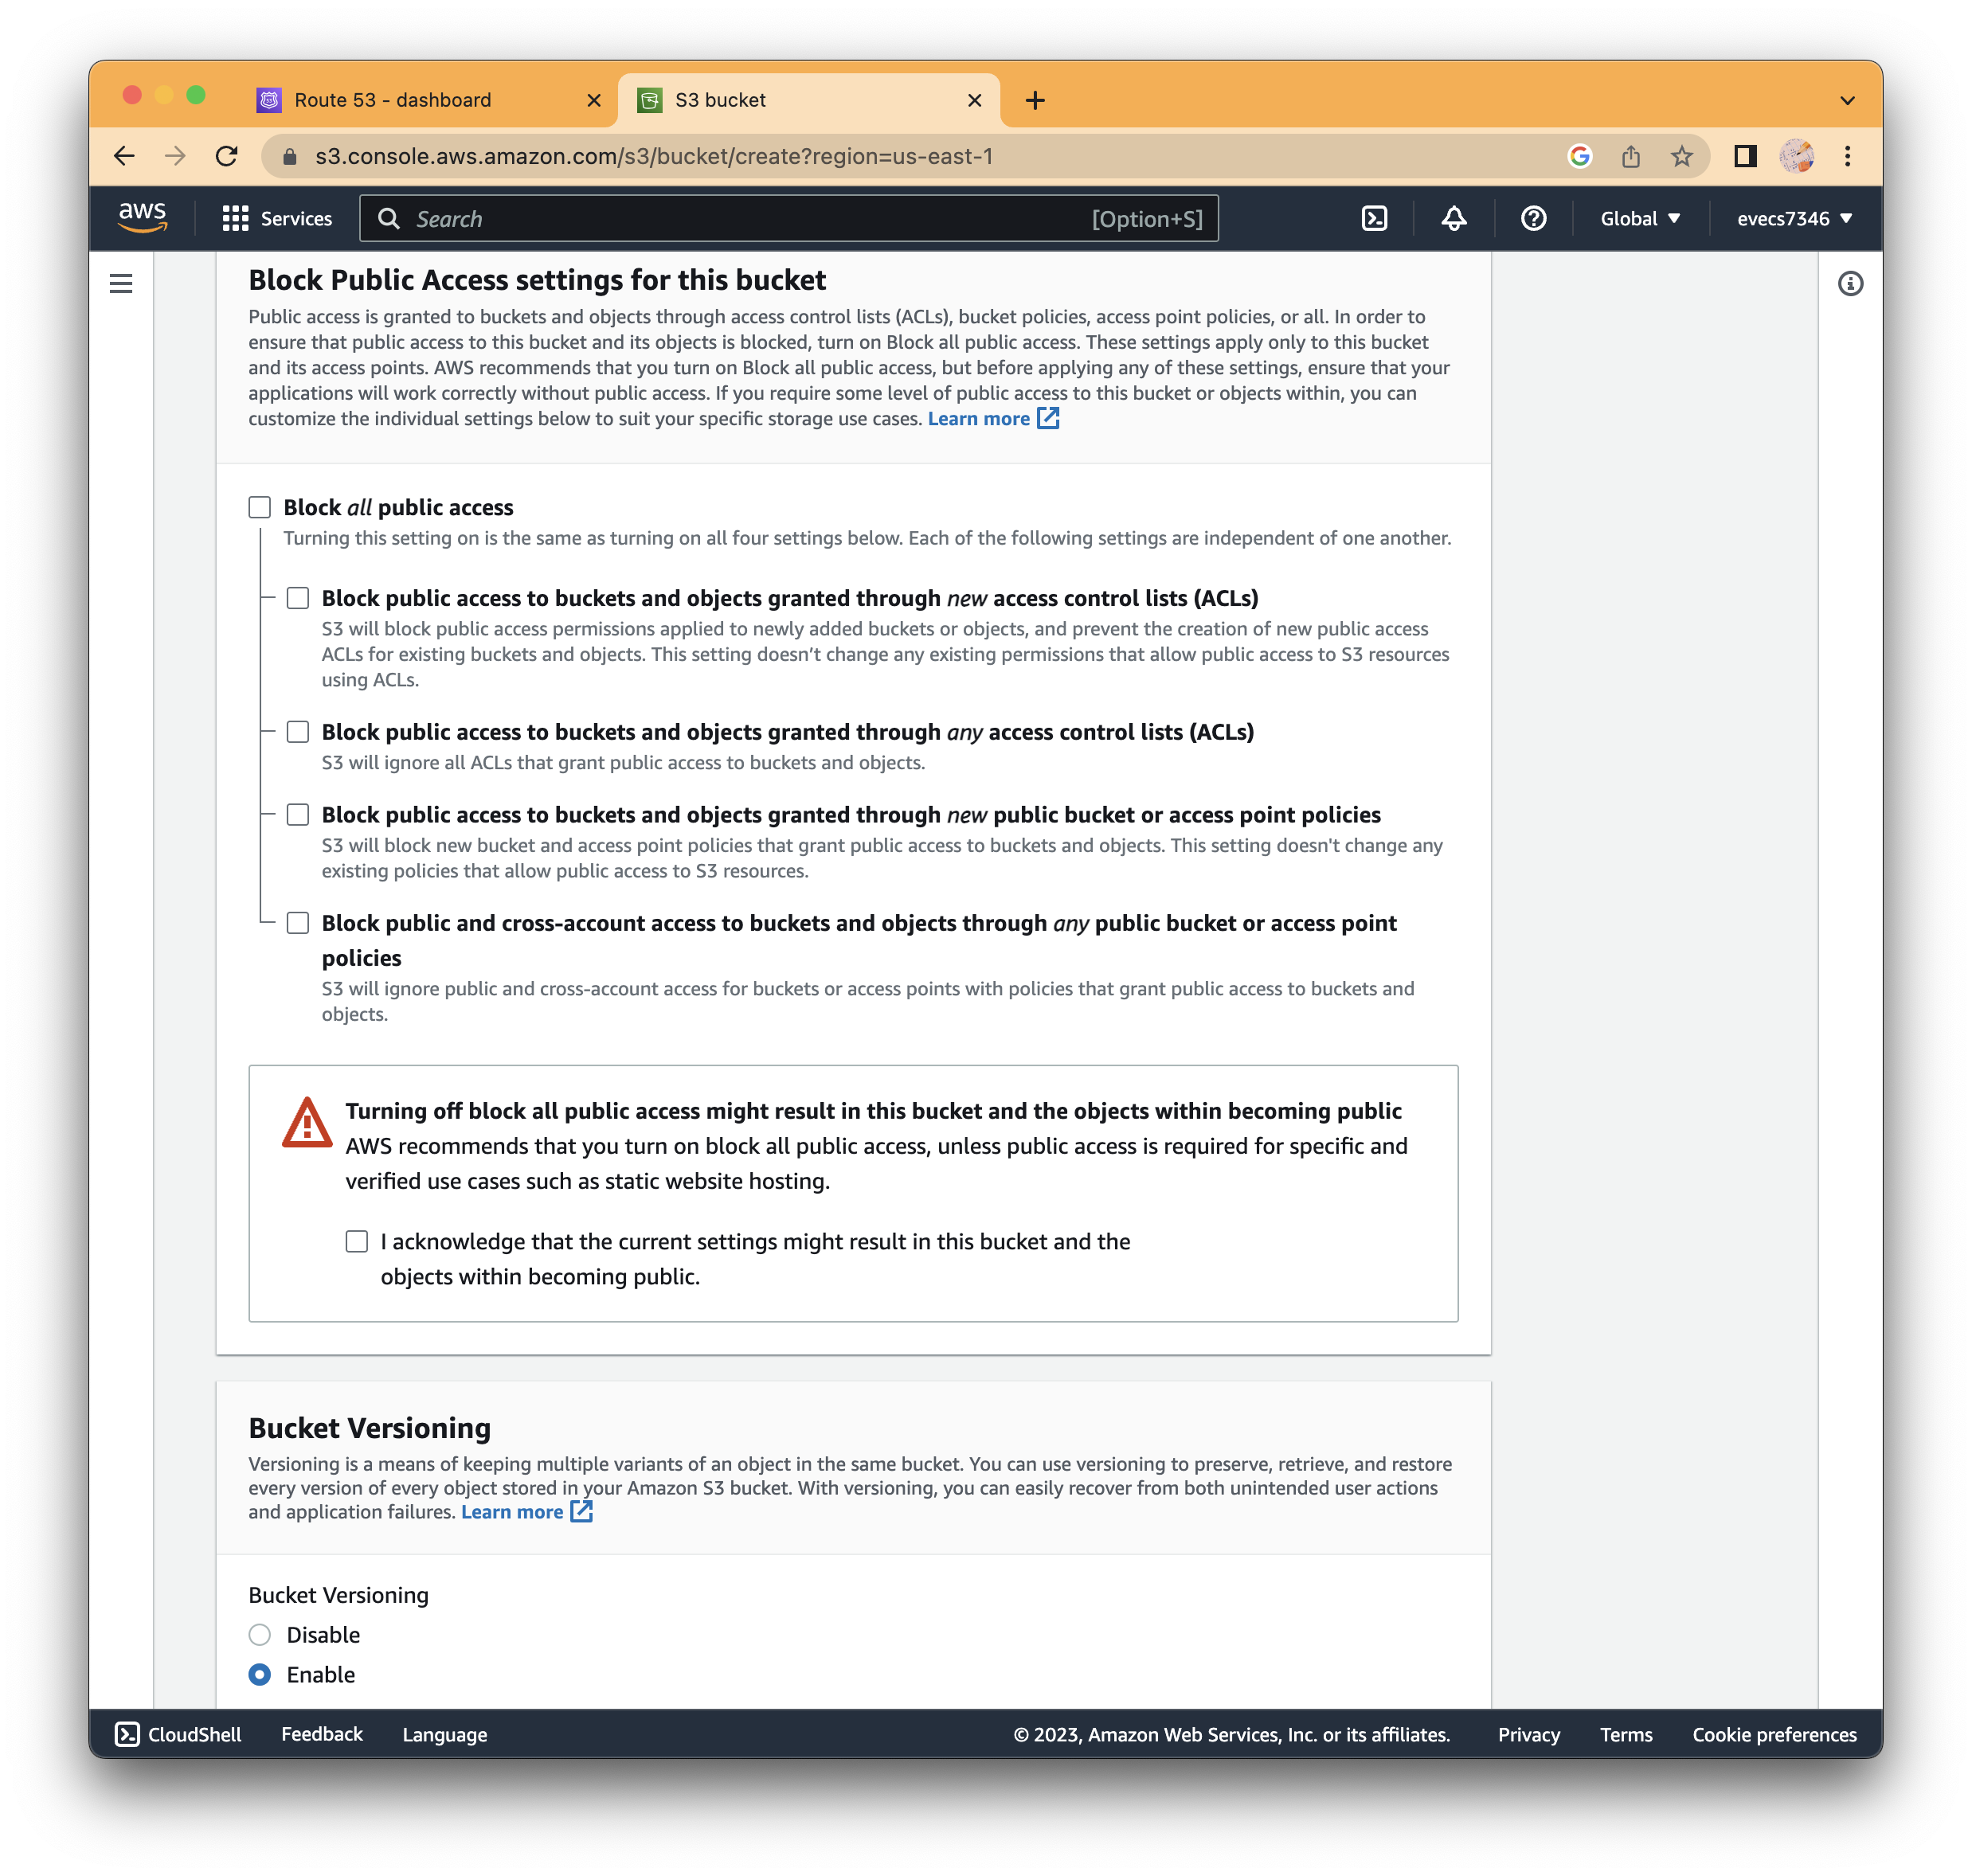 Route 53 - dashboard
S3 bucket
s3.console.aws.amazon.com/s3/bucket/create?region=us-east-1
aws
Services
Search
[Option+S]
Global
evecs7346
Block Public Access settings for this bucket
Public access is granted to buckets and objects through access control lists (ACLs), bucket policies, access point policies, or all. In order to
ensure that public access to this bucket and its objects is blocked, turn on Block all public access. These settings apply only to this bucket
and its access points. AWS recommends that you turn on Block all public access, but before applying any of these settings, ensure that your
applications will work correctly without public access. If you require some level of public access to this bucket or objects within, you can
customize the individual settings below to suit your specific storage use cases. Learn more
Block all public access
Turning this setting on is the same as turning on all four settings below. Each of the following settings are independent of one another.
Block public access to buckets and objects granted through new access control lists (ACLs)
S3 will block public access permissions applied to newly added buckets or objects, and prevent the creation of new public access
ACLs for existing buckets and objects. This setting doesn’t change any existing permissions that allow public access to S3 resources
using ACLs.
Block public access to buckets and objects granted through any access control lists (ACLs)
S3 will ignore all ACLs that grant public access to buckets and objects.
Block public access to buckets and objects granted through new public bucket or access point policies
S3 will block new bucket and access point policies that grant public access to buckets and objects. This setting doesn't change any
existing policies that allow public access to S3 resources.
Block public and cross-account access to buckets and objects through any public bucket or access point
policies
S3 will ignore public and cross-account access for buckets or access points with policies that grant public access to buckets and
objects.
Turning off block all public access might result in this bucket and the objects within becoming public
AWS recommends that you turn on block all public access, unless public access is required for specific and
verified use cases such as static website hosting.
I acknowledge that the current settings might result in this bucket and the
objects within becoming public.
Bucket Versioning
Versioning is a means of keeping multiple variants of an object in the same bucket. You can use versioning to preserve, retrieve, and restore
every version of every object stored in your Amazon S3 bucket. With versioning, you can easily recover from both unintended user actions
and application failures. Learn more
Bucket Versioning
Disable
Enable
CloudShell
Feedback
Language
© 2023, Amazon Web Services, Inc. or its affiliates.
Privacy
Terms
Cookie preferences